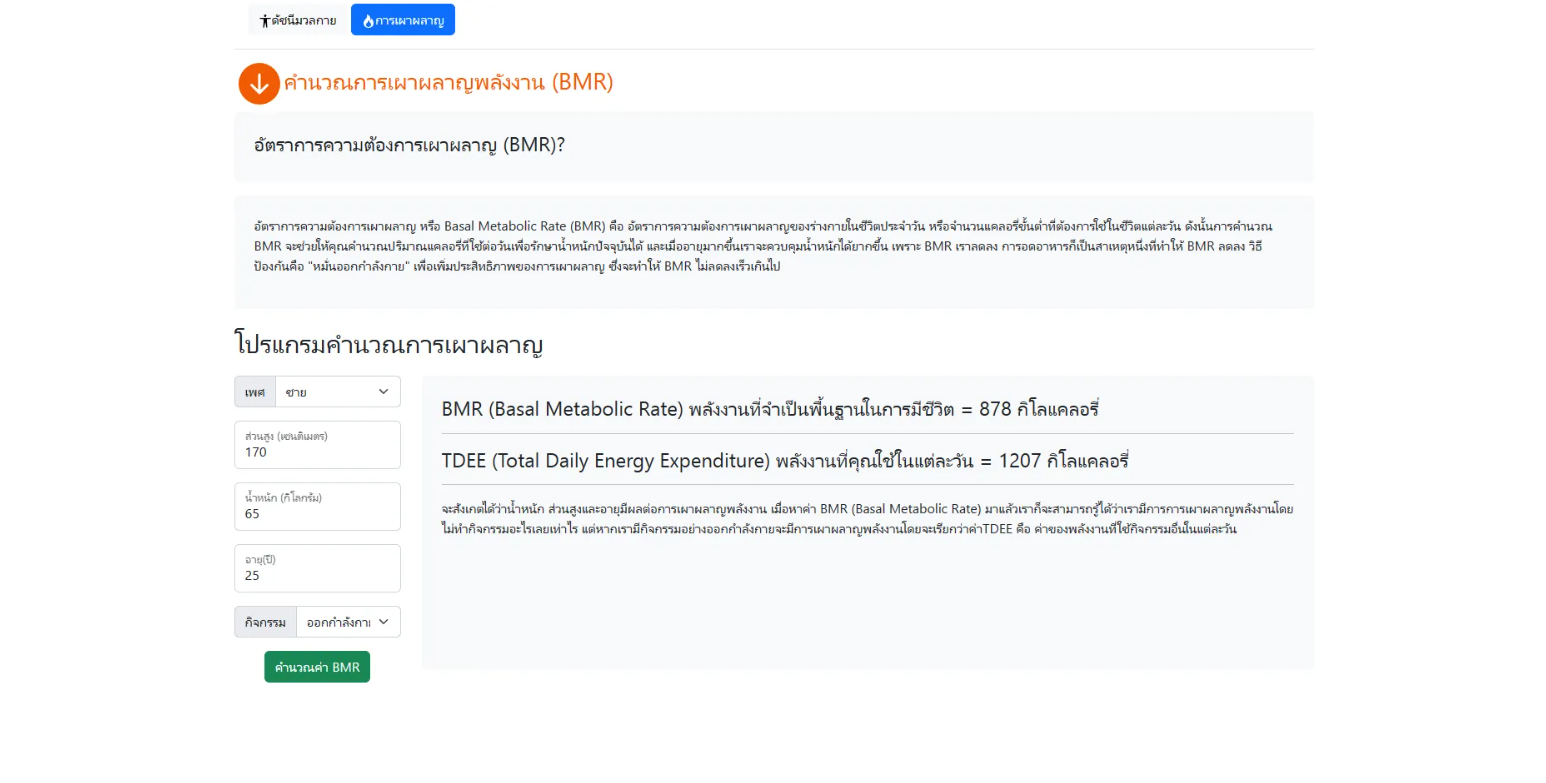 ดัชนีมวลกาย
การเผาผลาญ
คำนวณการเผาผลาญพลังงาน (BMR)
อัตราการความต้องการเผาผลาญ (BMR)?
อัตราการความต้องการเผาผลาญ หรือ Basal Metabolic Rate (BMR) คือ อัตราการความต้องการเผาผลาญของร่างกายในชีวิตประจำวัน หรือจำนวนแคลอรี่ขั้นต่ำที่ต้องการใช้ในชีวิตแต่ละวัน ดังนั้นการคำนวณ
BMR จะช่วยให้คุณคำนวณปริมาณแคลอรี่ที่ใช้ต่อวันเพื่อรักษาน้ำหนักปัจจุบันได้ และเมื่ออายุมากขึ้นเราจะควบคุมน้ำหนักได้ยากขึ้น เพราะ BMR เราลดลง การอดอาหารก็เป็นสาเหตุหนึ่งที่ทำให้ BMR ลดลง วิธี
ป้องกันคือ "หมั่นออกกำลังกาย" เพื่อเพิ่มประสิทธิภาพของการเผาผลาญ ซึ่งจะทำให้ BMR ไม่ลดลงเร็วเกินไป
โปรแกรมคำนวณการเผาผลาญ
เพศ ชาย
ส่วนสูง (เซนติเมตร)
170
น้ำหนัก (กิโลกรัม)
65
อายุ(ปี)
25
กิจกรรม ออกกำลังกา
คำนวณค่า BMR
BMR (Basal Metabolic Rate) พลังงานที่จำเป็นพื้นฐานในการมีชีวิต = 878 กิโลแคลอรี่
TDEE (Total Daily Energy Expenditure) พลังงานที่คุณใช้ในแต่ละวัน = 1207 กิโลแคลอรี่
จะสังเกตได้ว่าน้ำหนัก ส่วนสูงและอายุมีผลต่อการเผาผลาญพลังงาน เมื่อหาค่า BMR (Basal Metabolic Rate) มาแล้วเราก็จะสามารถรู้ได้ว่าเรามีการการเผาผลาญพลังงานโดย
ไม่ทำกิจกรรมอะไรเลยเท่าไร แต่หากเรามีกิจกรรมอย่างออกกำลังกายจะมีการเผาผลาญพลังงานโดยจะเรียกว่าค่าTDEE คือ ค่าของพลังงานที่ใช้กิจกรรมอื่นในแต่ละวัน